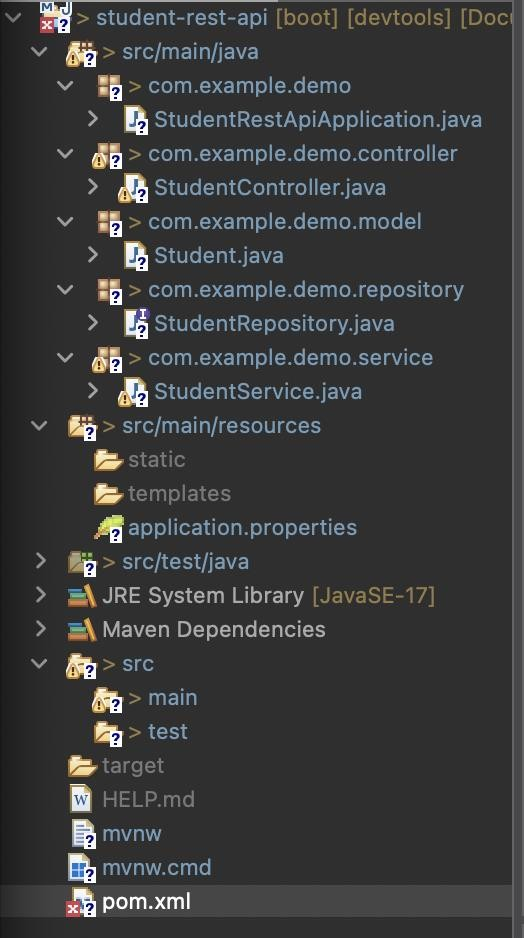 > student-rest-api [boot] [devtools] [Docu
> src/main/java
> com.example.demo
StudentRestApiApplication.java
> com.example.demo.controller
StudentController.java
> com.example.demo.model
Student.java
> com.example.demo.repository
StudentRepository.java
> com.example.demo.service
StudentService.java
> src/main/resources
static
templates
application.properties
> src/test/java
JRE System Library [JavaSE-17]
Maven Dependencies
> src
> main
> test
target
HELP.md
mvnw
mvnw.cmd
pom.xml